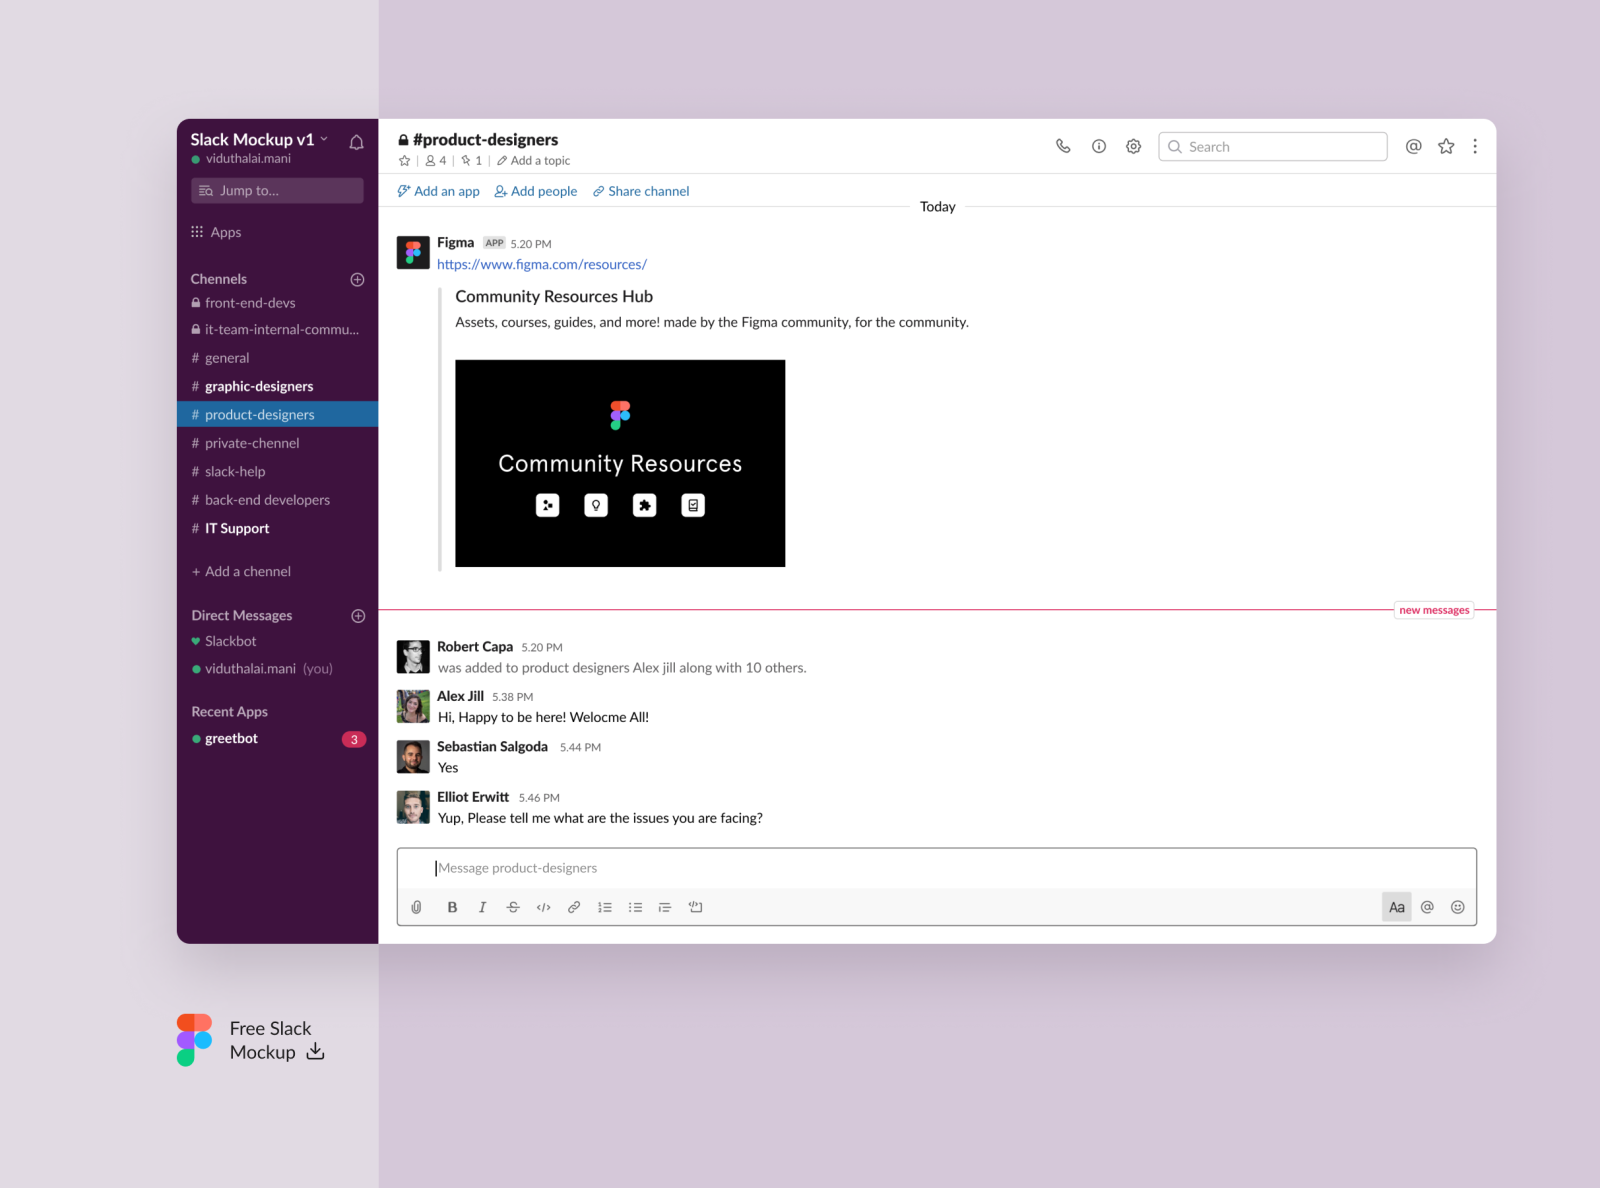 Slack Mockup v1
viduthalai.mani
Jump to...
Apps
Chennels
front-end-devs
it-team-internal-commu...
# general
# graphic-designers
# product-designers
# private-chennel
# slack-help
# back-end developers
# IT Support
+ Add a chennel
Direct Messages
Slackbot
viduthalai.mani (you)
Recent Apps
greetbot 3
#product-designers
4 | 1 | Add a topic
Search
Add an app Add people Share channel
Today
Figma APP 5.20 PM
https://www.figma.com/resources/
Community Resources Hub
Assets, courses, guides, and more! made by the Figma community, for the community.
Community Resources
new messages
Robert Capa 5.20 PM
was added to product designers Alex jill along with 10 others.
Alex Jill 5.38 PM
Hi, Happy to be here! Welocme All!
Sebastian Salgoda 5.44 PM
Yes
Elliot Erwitt 5.46 PM
Yup, Please tell me what are the issues you are facing?
Message product-designers
B I S </> Aa @
Free Slack
Mockup